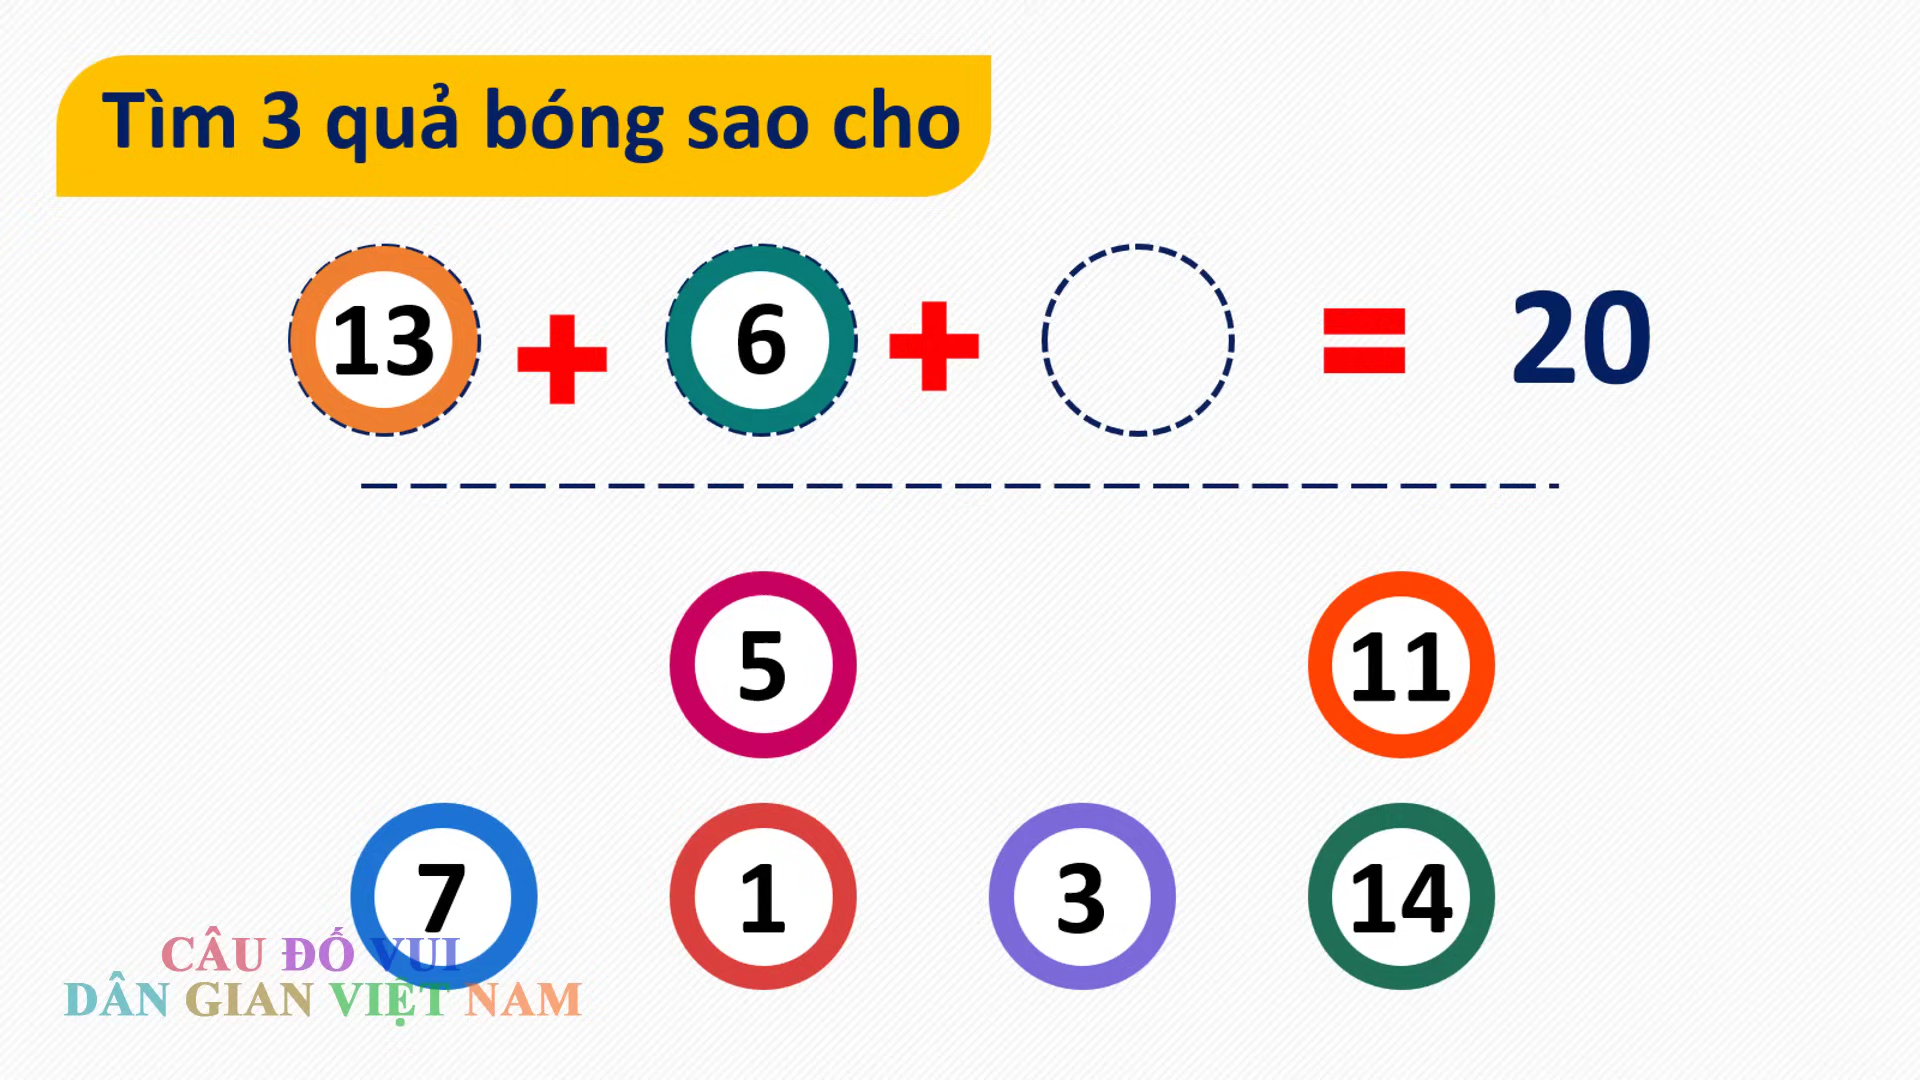 Tìm 3 quả bóng sao cho
13 + 6 + = 20
5 11
7 1 3 14
CÂU ĐỐ VUI
DÂN GIAN VIỆT NAM